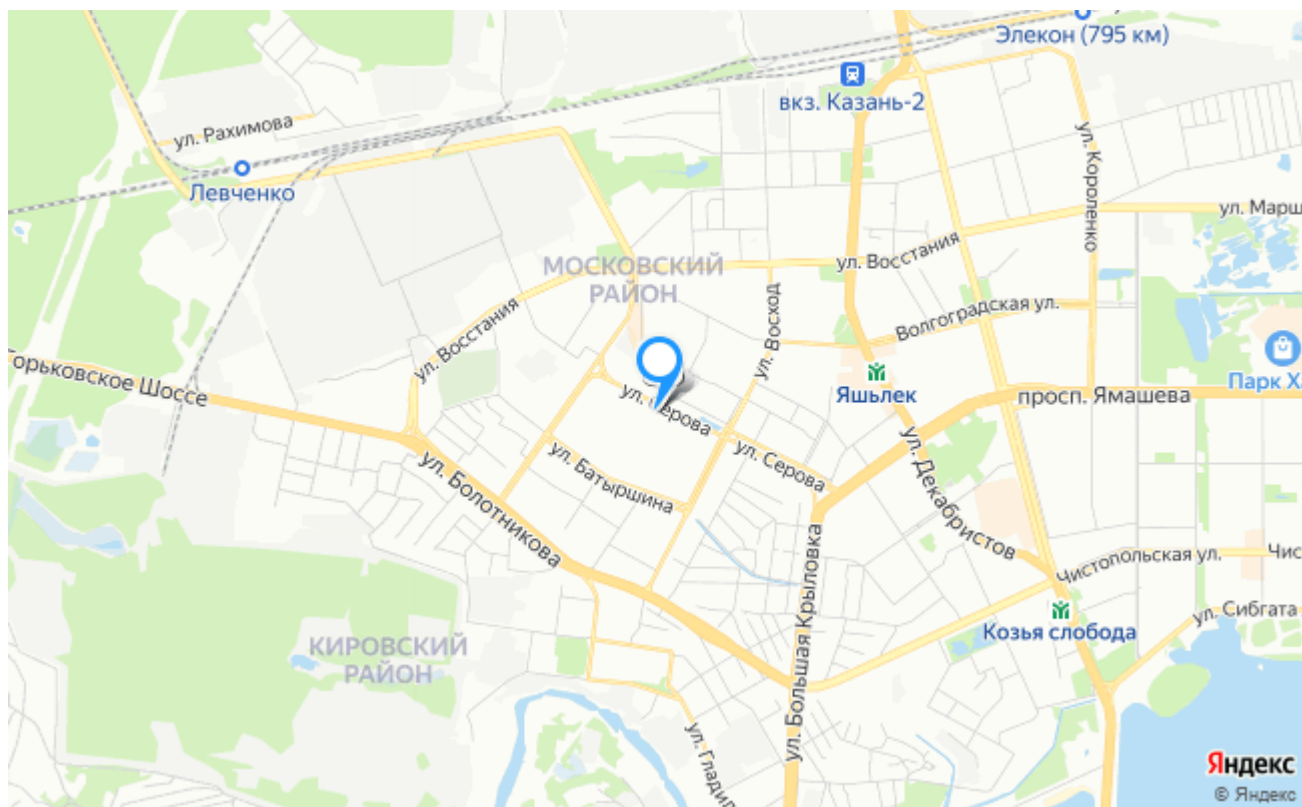 Элекон (795 км)
вкз. Казань-2
ул. Рахимова
ул. Короленко
Левченко
ул. Марш
ул. Восстания
МОСКОВСКИЙ
РАЙОН
ул. Восход
Волгоградская ул.
ул. Восстания
Горьковское Шоссе
Парк Х
Яшьлек
просп. Ямашева
ул. Серова
ул. Серова
ул. Батыршина
ул. Болотникова
ул. Декабристов
ул. Большая Крыловка
Чистопольская ул.
Чис
ул. Сибгата
Козья слобода
КИРОВСКИЙ
РАЙОН
ул. Гладил
Яндекс
© Яндекс